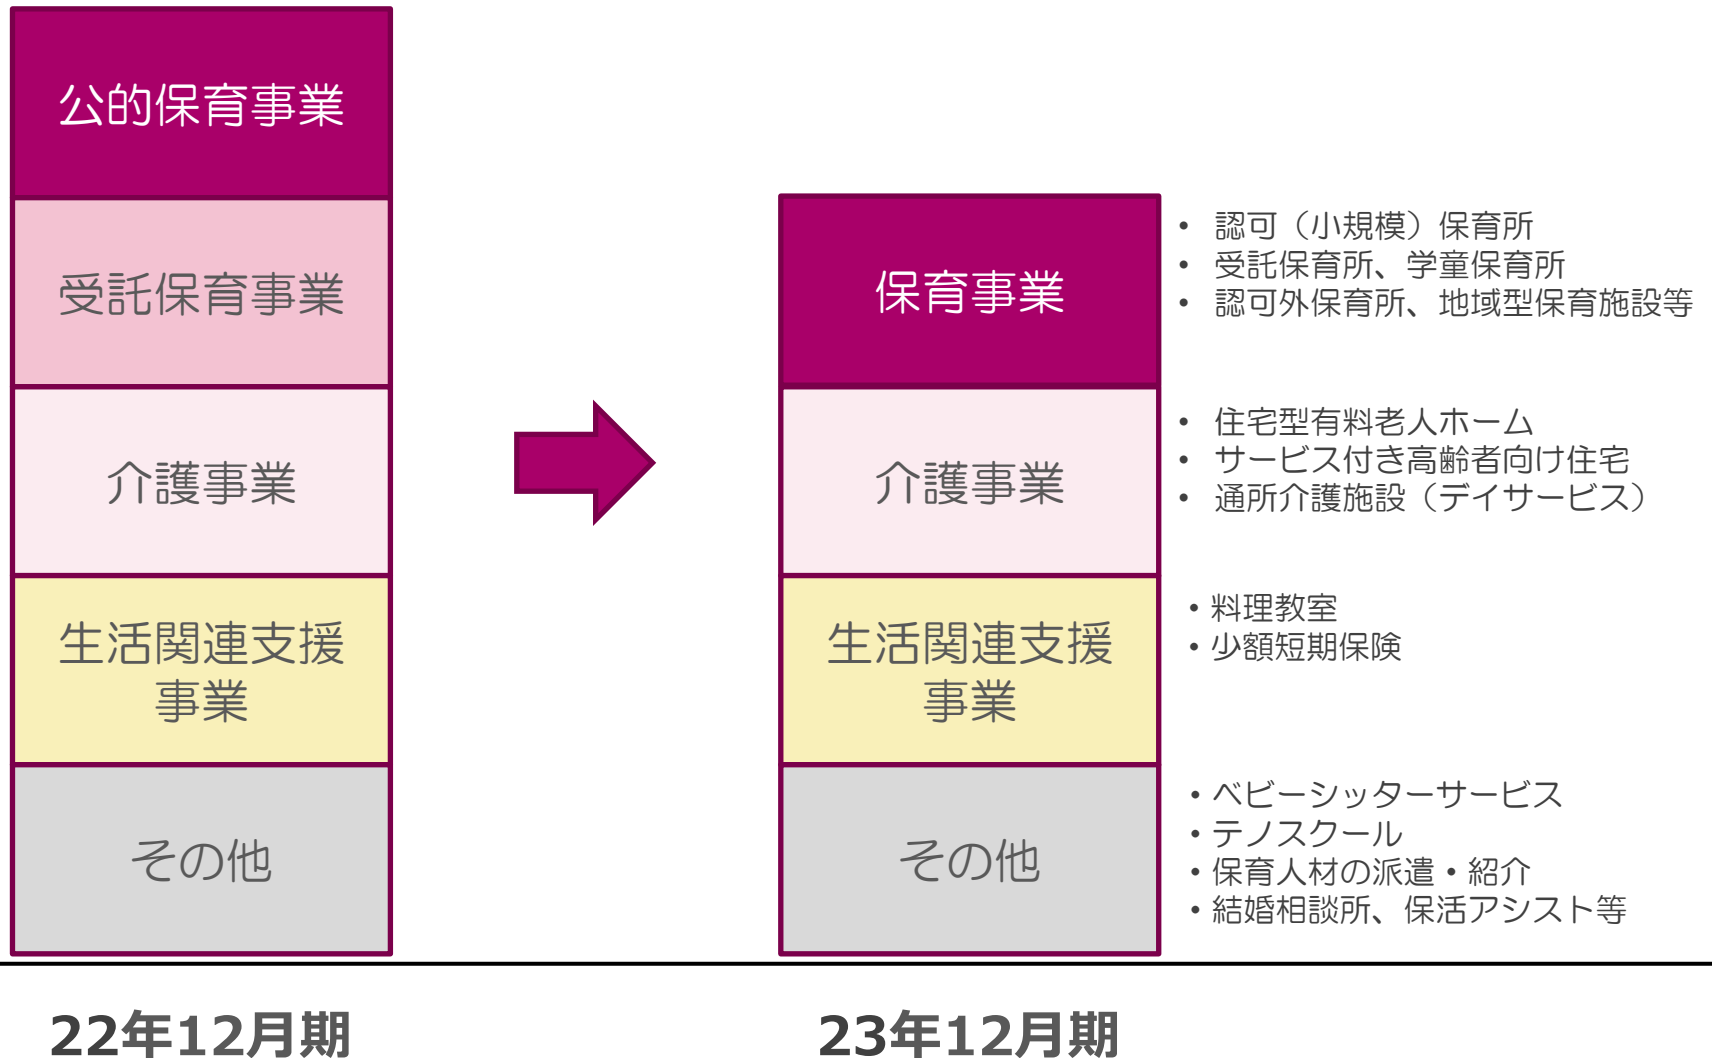 公的保育事業
受託保育事業
介護事業
生活関連支援
事業
その他
22年12月期
保育事業
介護事業
生活関連支援
事業
その他
23年12月期
• 認可（小規模）保育所
• 受託保育所、学童保育所
• 認可外保育所、地域型保育施設等
• 住宅型有料老人ホーム
• サービス付き高齢者向け住宅
• 通所介護施設（デイサービス）
・料理教室
・少額短期保険
・ベビーシッターサービス
・テノスクール
・保育人材の派遣・紹介
・結婚相談所、保活アシスト等